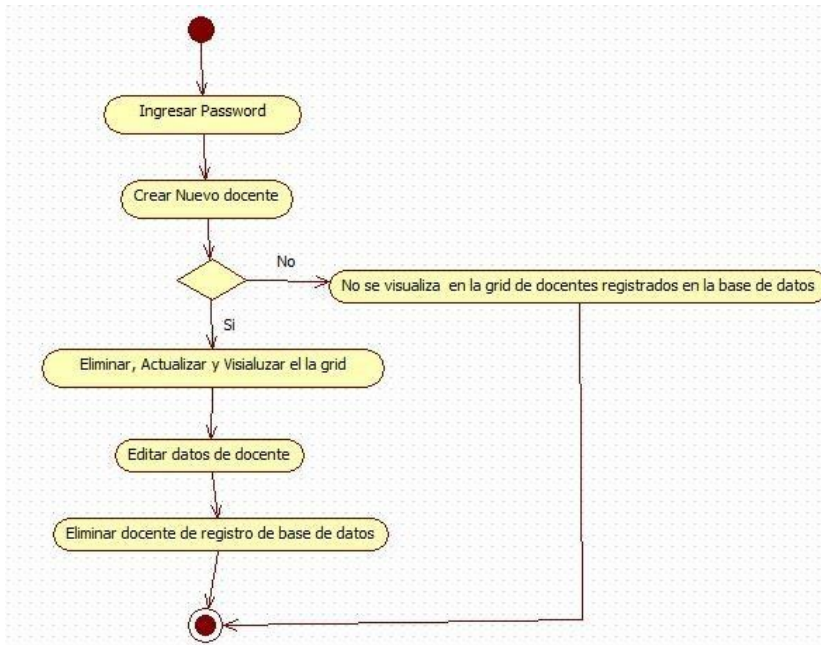 Ingresar Password
Crear Nuevo docente
No
No se visualiza en la grid de docentes registrados en la base de datos
Si
Eliminar, Actualizar y Visialuzar el la grid
Editar datos de docente
Eliminar docente de registro de base de datos